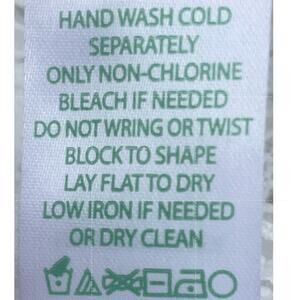 HAND WASH COLD
SEPARATELY
ONLY NON-CHLORINE
BLEACH IF NEEDED
DO NOT WRING OR TWIST
BLOCK TO SHAPE
LAY FLAT TO DRY
LOW IRON IF NEEDED
OR DRY CLEAN